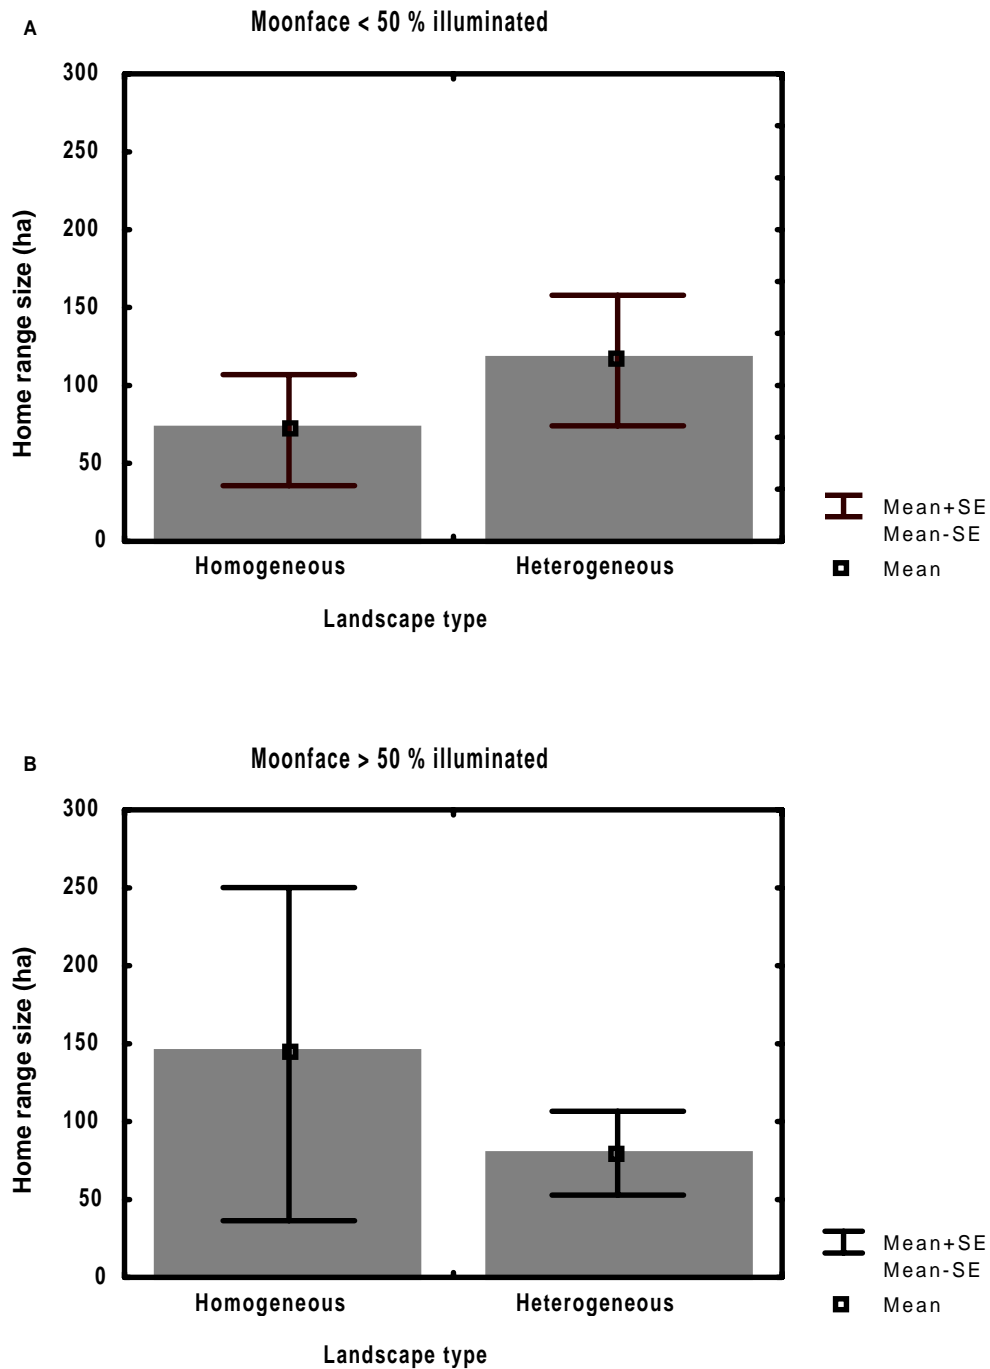 A
Moonface < 50 % illuminated
300
250
200
150
100
50
0
Home range size (ha)
Homogeneous Heterogeneous
Landscape type
Mean+SE
Mean-SE
Mean
B
Moonface > 50 % illuminated
300
250
200
150
100
50
0
Home range size (ha)
Homogeneous Heterogeneous
Landscape type
Mean+SE
Mean-SE
Mean